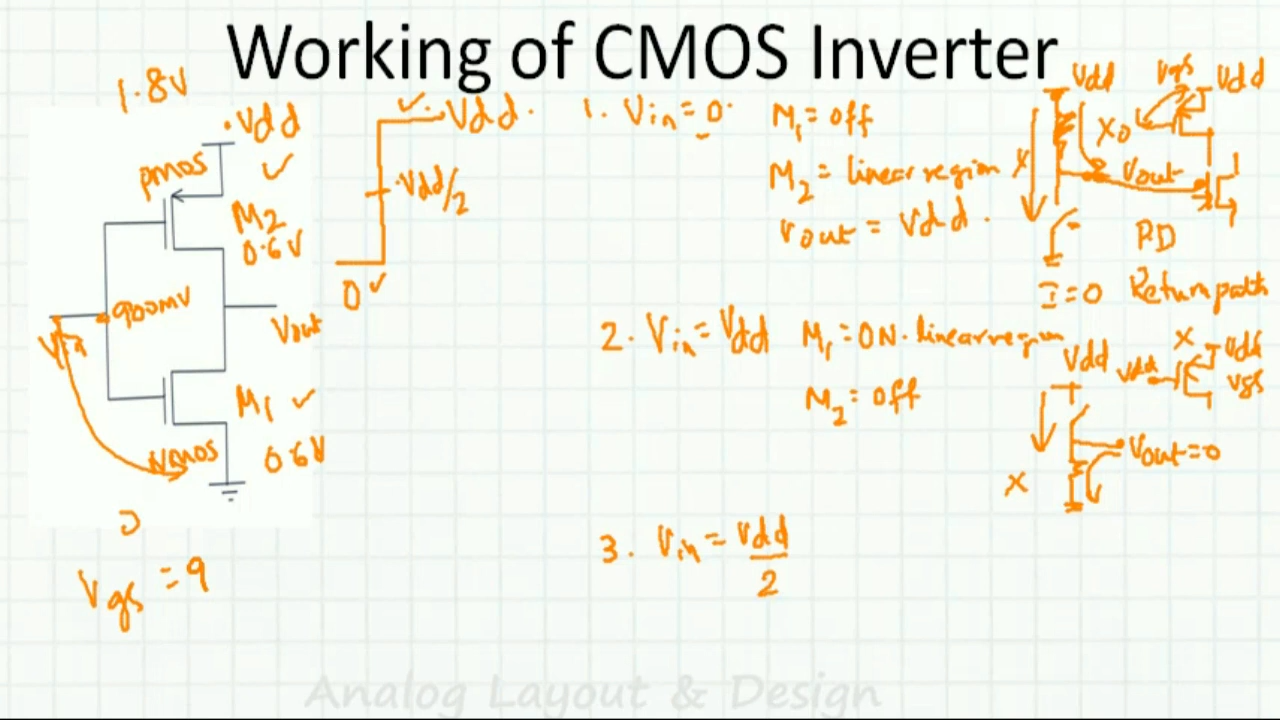 Working of CMOS Inverter
1.8V
Vdd
PMOS
M2
0.6V
900mV
Vin
Vout
M1
NMOS
0.6V
Vgs = 9
Vdd
Vdd/2
0
1. Vin = 0
M1 = off
M2 = linear region
Vout = Vdd
Vdd
Vgs
Vdd
X
Vout
PD
I=0 Return path
2. Vin = Vdd
M1 = ON. linear region
M2 = off
Vdd
Vdd
X
Vdd
Vgs
Vout=0
X
3. Vin = Vdd/2
Analog Layout & Design